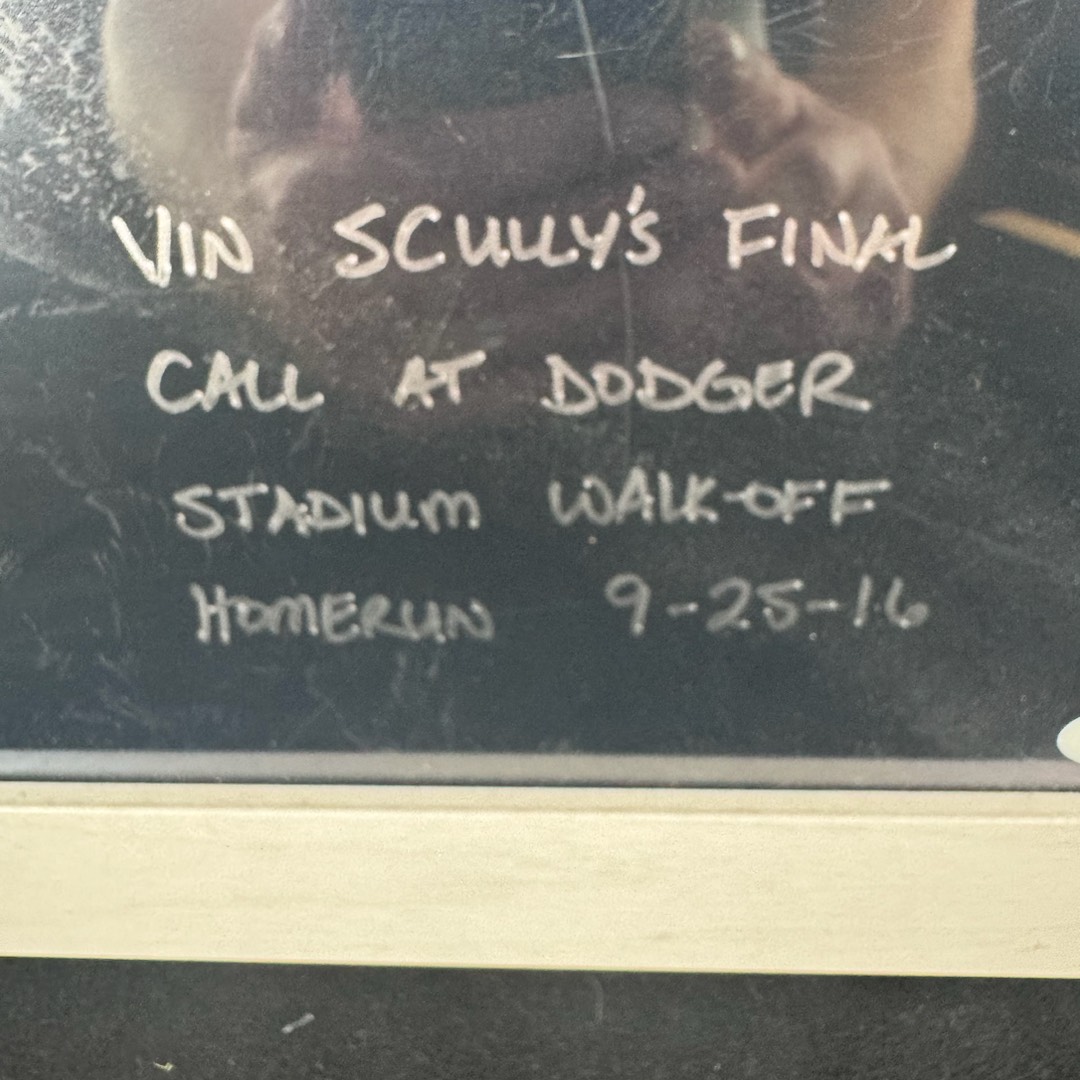 VIN SCULLY'S FINAL
CALL AT DODGER
STADIUM WALK-OFF
HOMERUN 9-25-16